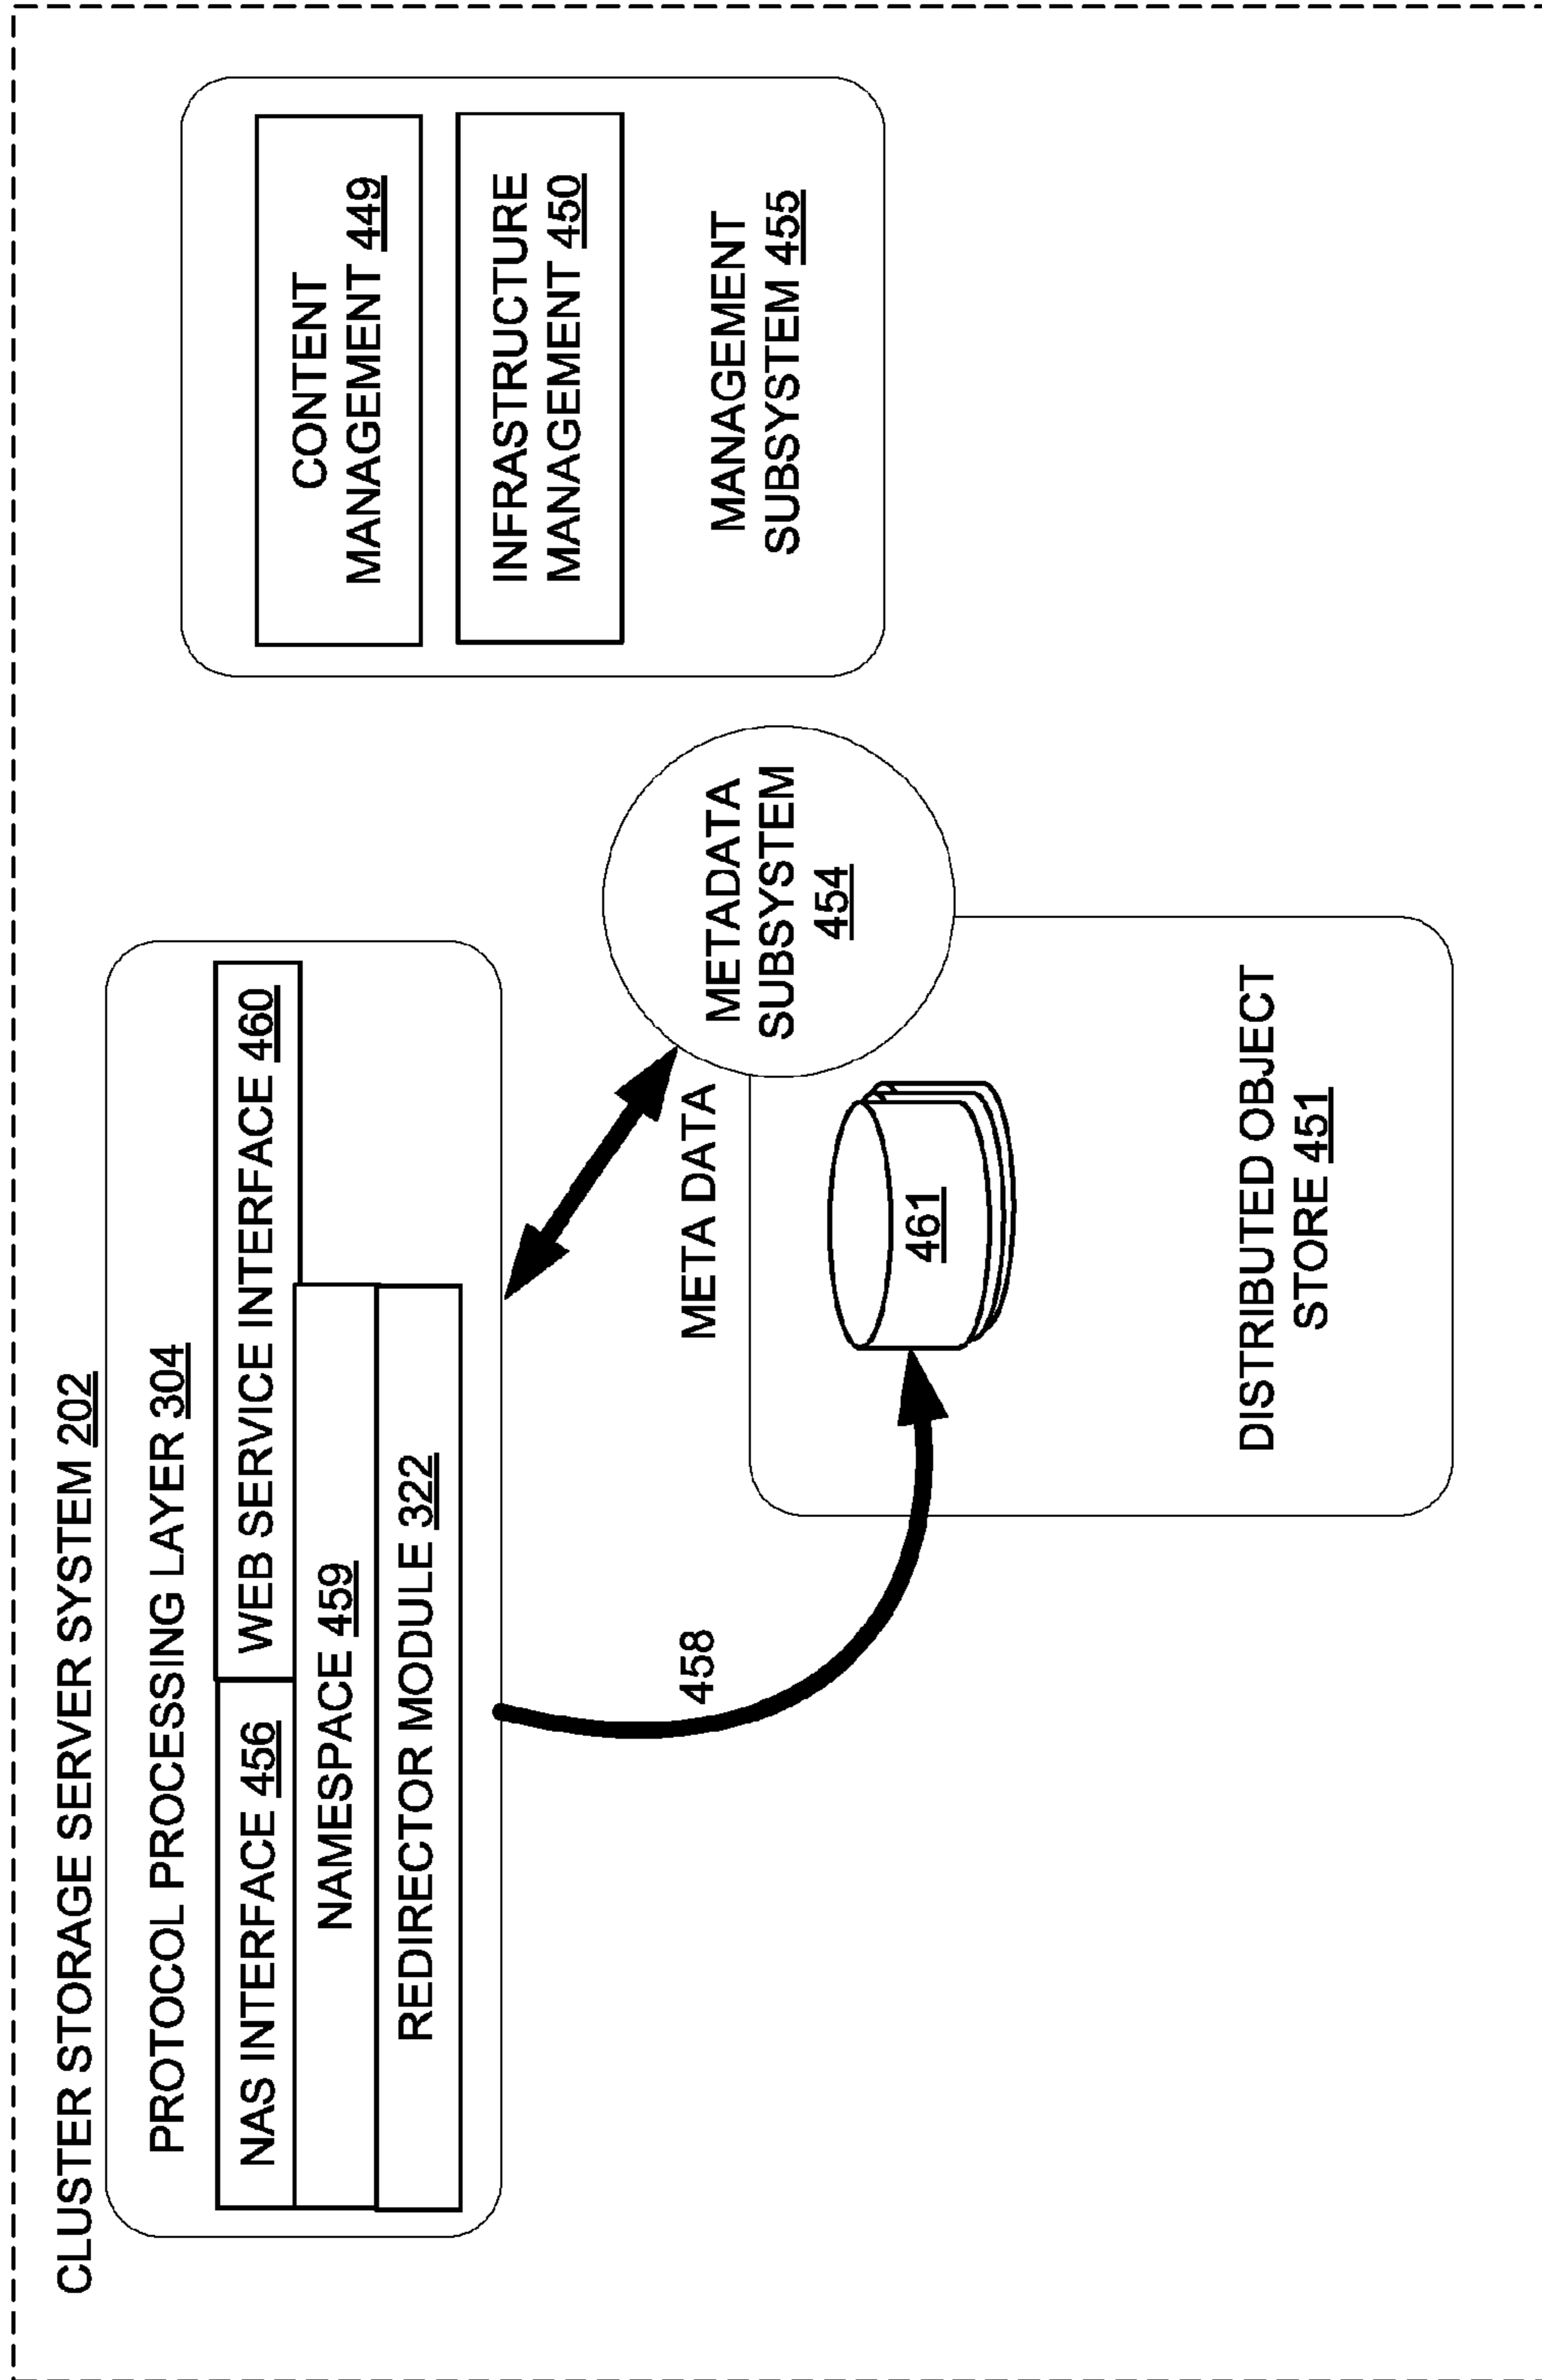 CLUSTER STORAGE SERVER SYSTEM 202
PROTOCOL PROCESSING LAYER 304
NAS INTERFACE 456
WEB SERVICE INTERFACE 460
NAMESPACE 459
REDIRECTOR MODULE 322
CONTENT
MANAGEMENT 449
INFRASTRUCTURE
MANAGEMENT 450
MANAGEMENT
SUBSYSTEM 455
458
META DATA
METADATA
SUBSYSTEM
454
461
DISTRIBUTED OBJECT
STORE 451